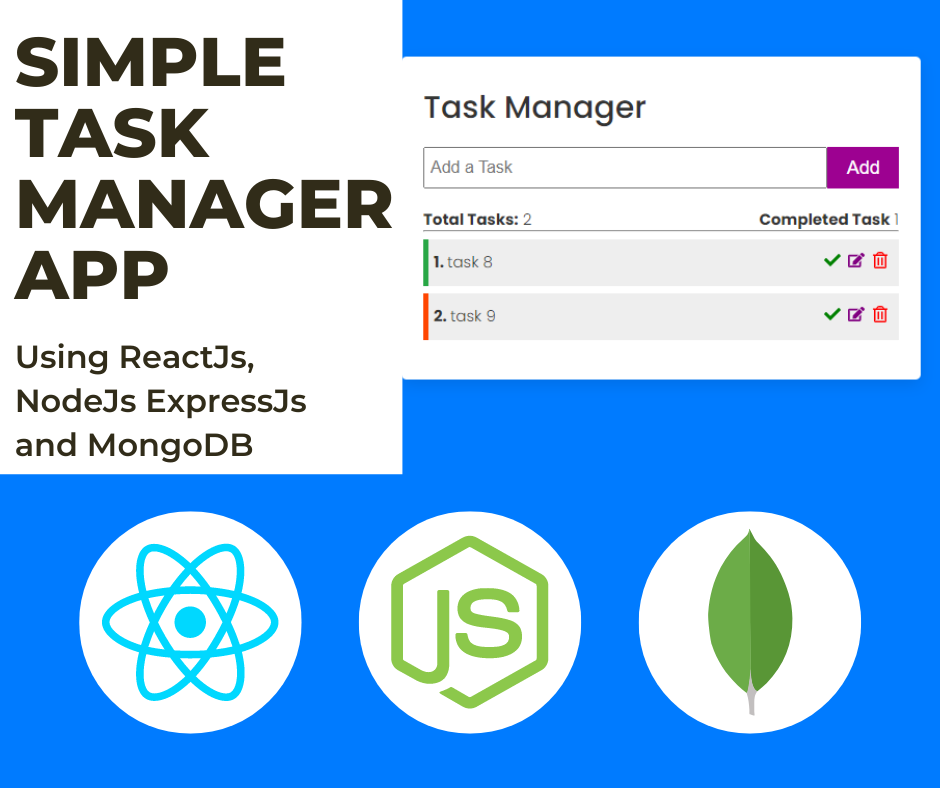 SIMPLE
TASK
MANAGER
APP
Using ReactJs,
NodeJs ExpressJs
and MongoDB
Task Manager
Add a Task
Add
Total Tasks: 2
Completed Task 1
1. task 8
2. task 9
JS